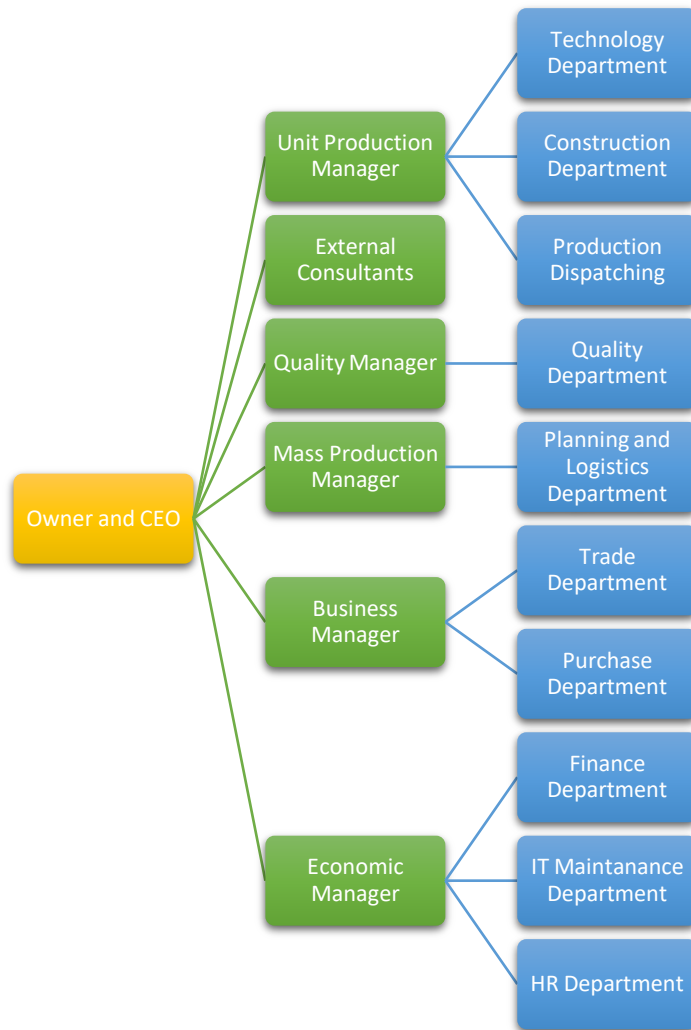 Technology
Department
Unit Production
Manager
Construction
Department
Production
Dispatching
External
Consultants
Quality Manager
Quality
Department
Mass Production
Manager
Planning and
Logistics
Department
Owner and CEO
Trade
Department
Business
Manager
Purchase
Department
Finance
Department
Economic
Manager
IT Maintanance
Department
HR Department